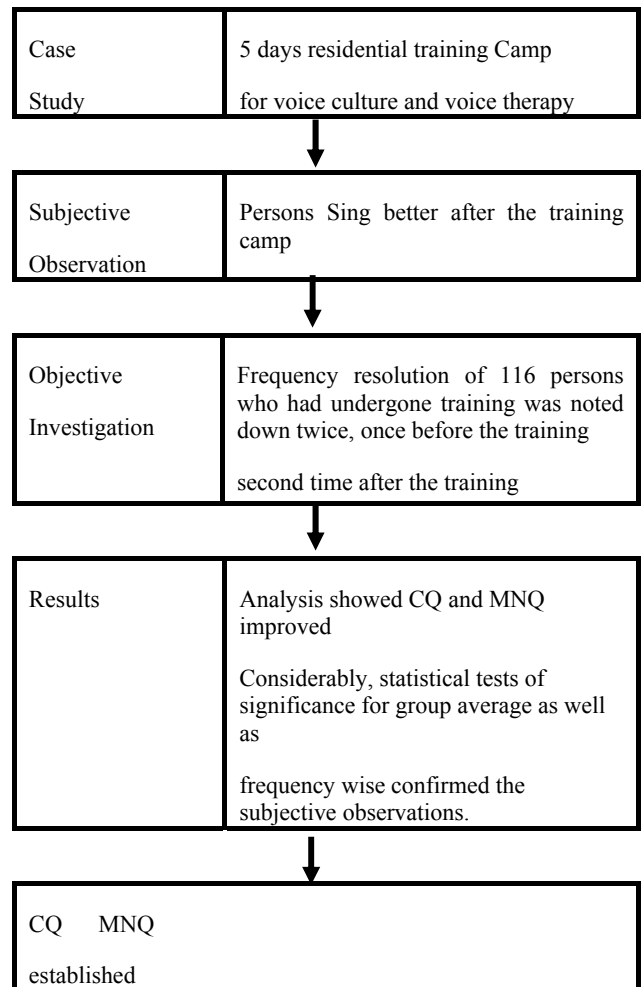 Case
Study
5 days residential training Camp
for voice culture and voice therapy
Subjective
Observation
Persons Sing better after the training
camp
Objective
Investigation
Frequency resolution of 116 persons
who had undergone training was noted
down twice, once before the training
second time after the training
Results
Analysis showed CQ and MNQ
improved
Considerably, statistical tests of
significance for group average as well
as
frequency wise confirmed the
subjective observations.
CQ MNQ
established